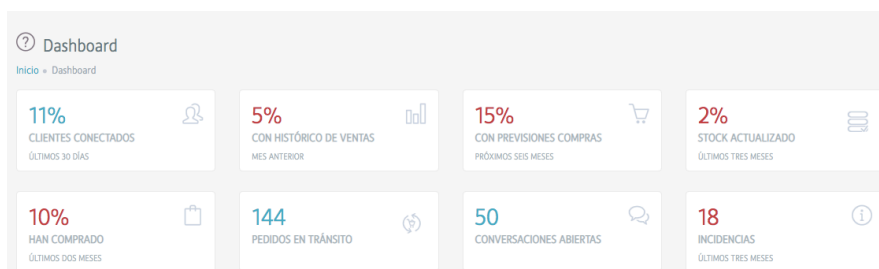 Dashboard
Inicio » Dashboard
11%
CLIENTES CONECTADOS
ÚLTIMOS 30 DÍAS
5%
CON HISTÓRICO DE VENTAS
MES ANTERIOR
15%
CON PREVISIONES COMPRAS
PRÓXIMOS SEIS MESES
2%
STOCK ACTUALIZADO
ÚLTIMOS TRES MESES
10%
HAN COMPRADO
ÚLTIMOS DOS MESES
144
PEDIDOS EN TRÁNSITO
50
CONVERSACIONES ABIERTAS
18
INCIDENCIAS
ÚLTIMOS TRES MESES